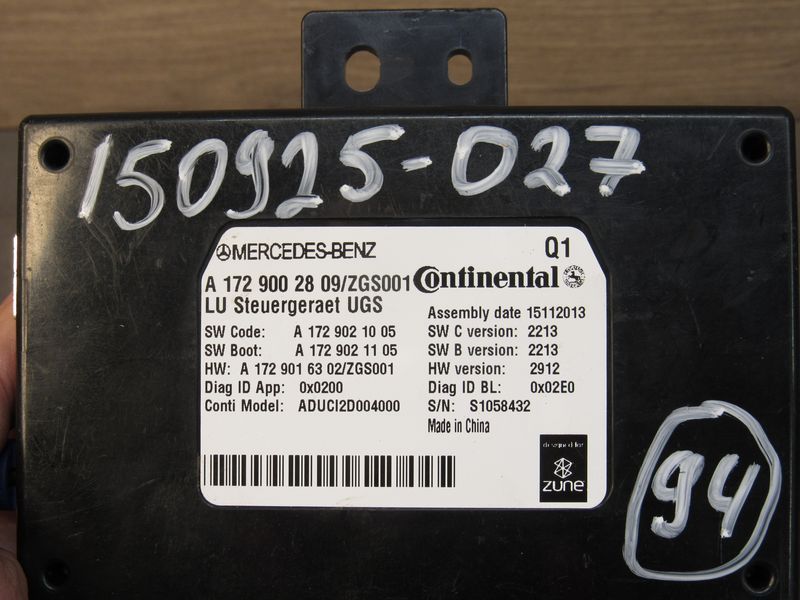 150925-027
MERCEDES-BENZ Q1
A 172 900 28 09/ZGS001 Continental
LU Steuergeraet UGS
Assembly date 15112013
SW Code: A 172 902 10 05 SW C version: 2213
SW Boot: A 172 902 11 05 SW B version: 2213
HW: A 172 901 63 02/ZGS001 HW version: 2912
Diag ID App: 0x0200 Diag ID BL: 0x02E0
Conti Model: ADUCI2D004000 S/N: S1058432
Made in China
designed for
zune
94